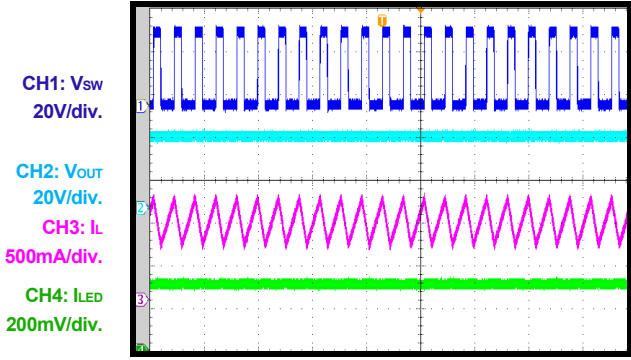 T
CH1: VSW
20V/div.
1
CH2: VOUT
20V/div.
2
CH3: IL
500mA/div.
3
CH4: ILED
200mV/div.
4